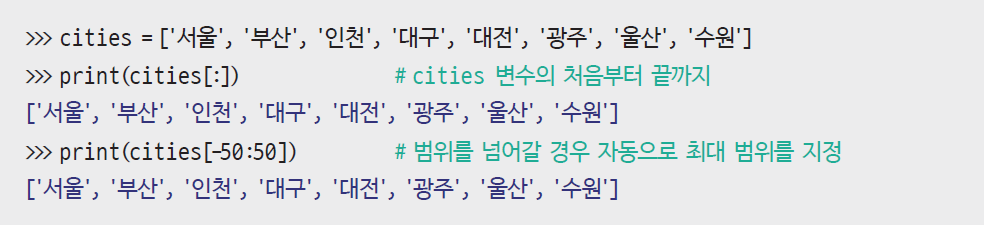 >>> cities = ['서울', '부산', '인천', '대구', '대전', '광주', '울산', '수원']
>>> print(cities[:]) # cities 변수의 처음부터 끝까지
['서울', '부산', '인천', '대구', '대전', '광주', '울산', '수원']
>>> print(cities[-50:50]) # 범위를 넘어갈 경우 자동으로 최대 범위를 지정
['서울', '부산', '인천', '대구', '대전', '광주', '울산', '수원']